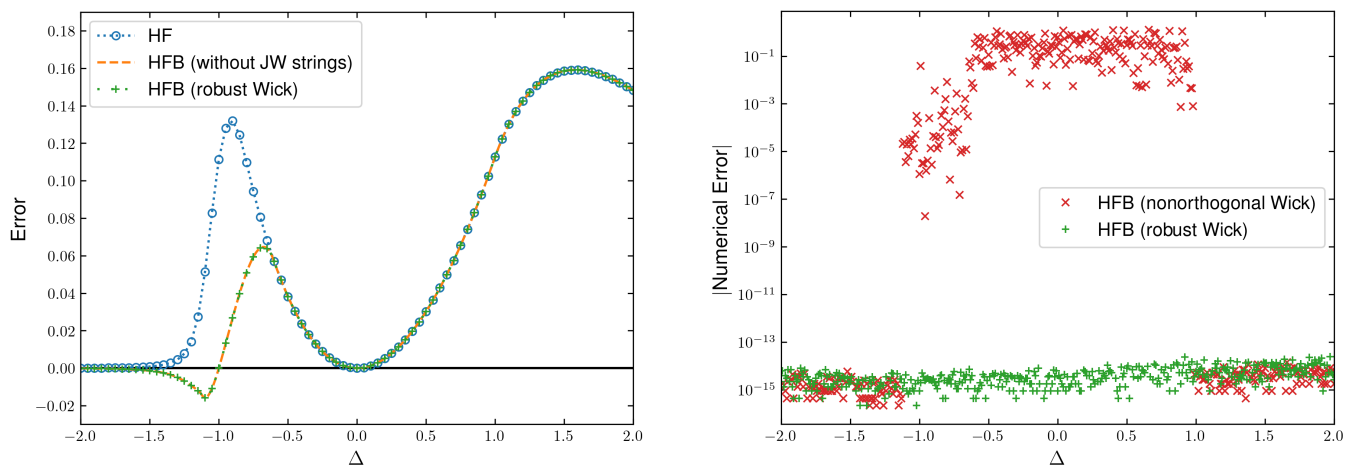 0.18
0.16
0.14
0.12
0.10
0.08
0.06
0.04
0.02
0.00
−0.02
Error
HF
HFB (without JW strings)
HFB (robust Wick)
−2.0 −1.5 −1.0 −0.5 0.0 0.5 1.0 1.5 2.0
Δ
10⁻¹
10⁻³
10⁻⁵
10⁻⁷
10⁻⁹
10⁻¹¹
10⁻¹³
10⁻¹⁵
|Numerical Error|
HFB (nonorthogonal Wick)
HFB (robust Wick)
−2.0 −1.5 −1.0 −0.5 0.0 0.5 1.0 1.5 2.0
Δ